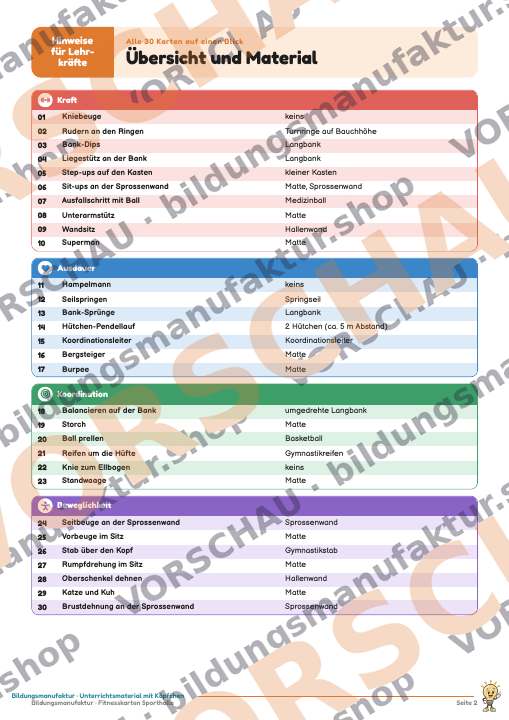 Hinweise
für Lehr-
kräfte
Alle 30 Karten auf einen Blick
Übersicht und Material
Kraft
01 Kniebeuge keins
02 Rudern an den Ringen Turnringe auf Bauchhöhe
03 Bank-Dips Langbank
04 Liegestütz an der Bank Langbank
05 Step-ups auf den Kasten kleiner Kasten
06 Sit-ups an der Sprossenwand Matte, Sprossenwand
07 Ausfallschritt mit Ball Medizinball
08 Unterarmstütz Matte
09 Wandsitz Hallenwand
10 Superman Matte
Ausdauer
11 Hampelmann keins
12 Seilspringen Springseil
13 Bank-Sprünge Langbank
14 Hütchen-Pendellauf 2 Hütchen (ca. 5 m Abstand)
15 Koordinationsleiter Koordinationsleiter
16 Bergsteiger Matte
17 Burpee Matte
Koordination
18 Balancieren auf der Bank umgedrehte Langbank
19 Storch Matte
20 Ball prellen Basketball
21 Reifen um die Hüfte Gymnastikreifen
22 Knie zum Ellbogen keins
23 Standwaage Matte
Beweglichkeit
24 Seitbeuge an der Sprossenwand Sprossenwand
25 Vorbeuge im Sitz Matte
26 Stab über den Kopf Gymnastikstab
27 Rumpfdrehung im Sitz Matte
28 Oberschenkel dehnen Hallenwand
29 Katze und Kuh Matte
30 Brustdehnung an der Sprossenwand Sprossenwand
Bildungsmanufaktur · Unterrichtsmaterial mit Köpfchen
Bildungsmanufaktur · Fitnesskarten Sporthalle Seite 2
VORSCHAU · bildungsmanufaktur.shop
VORSCHAU